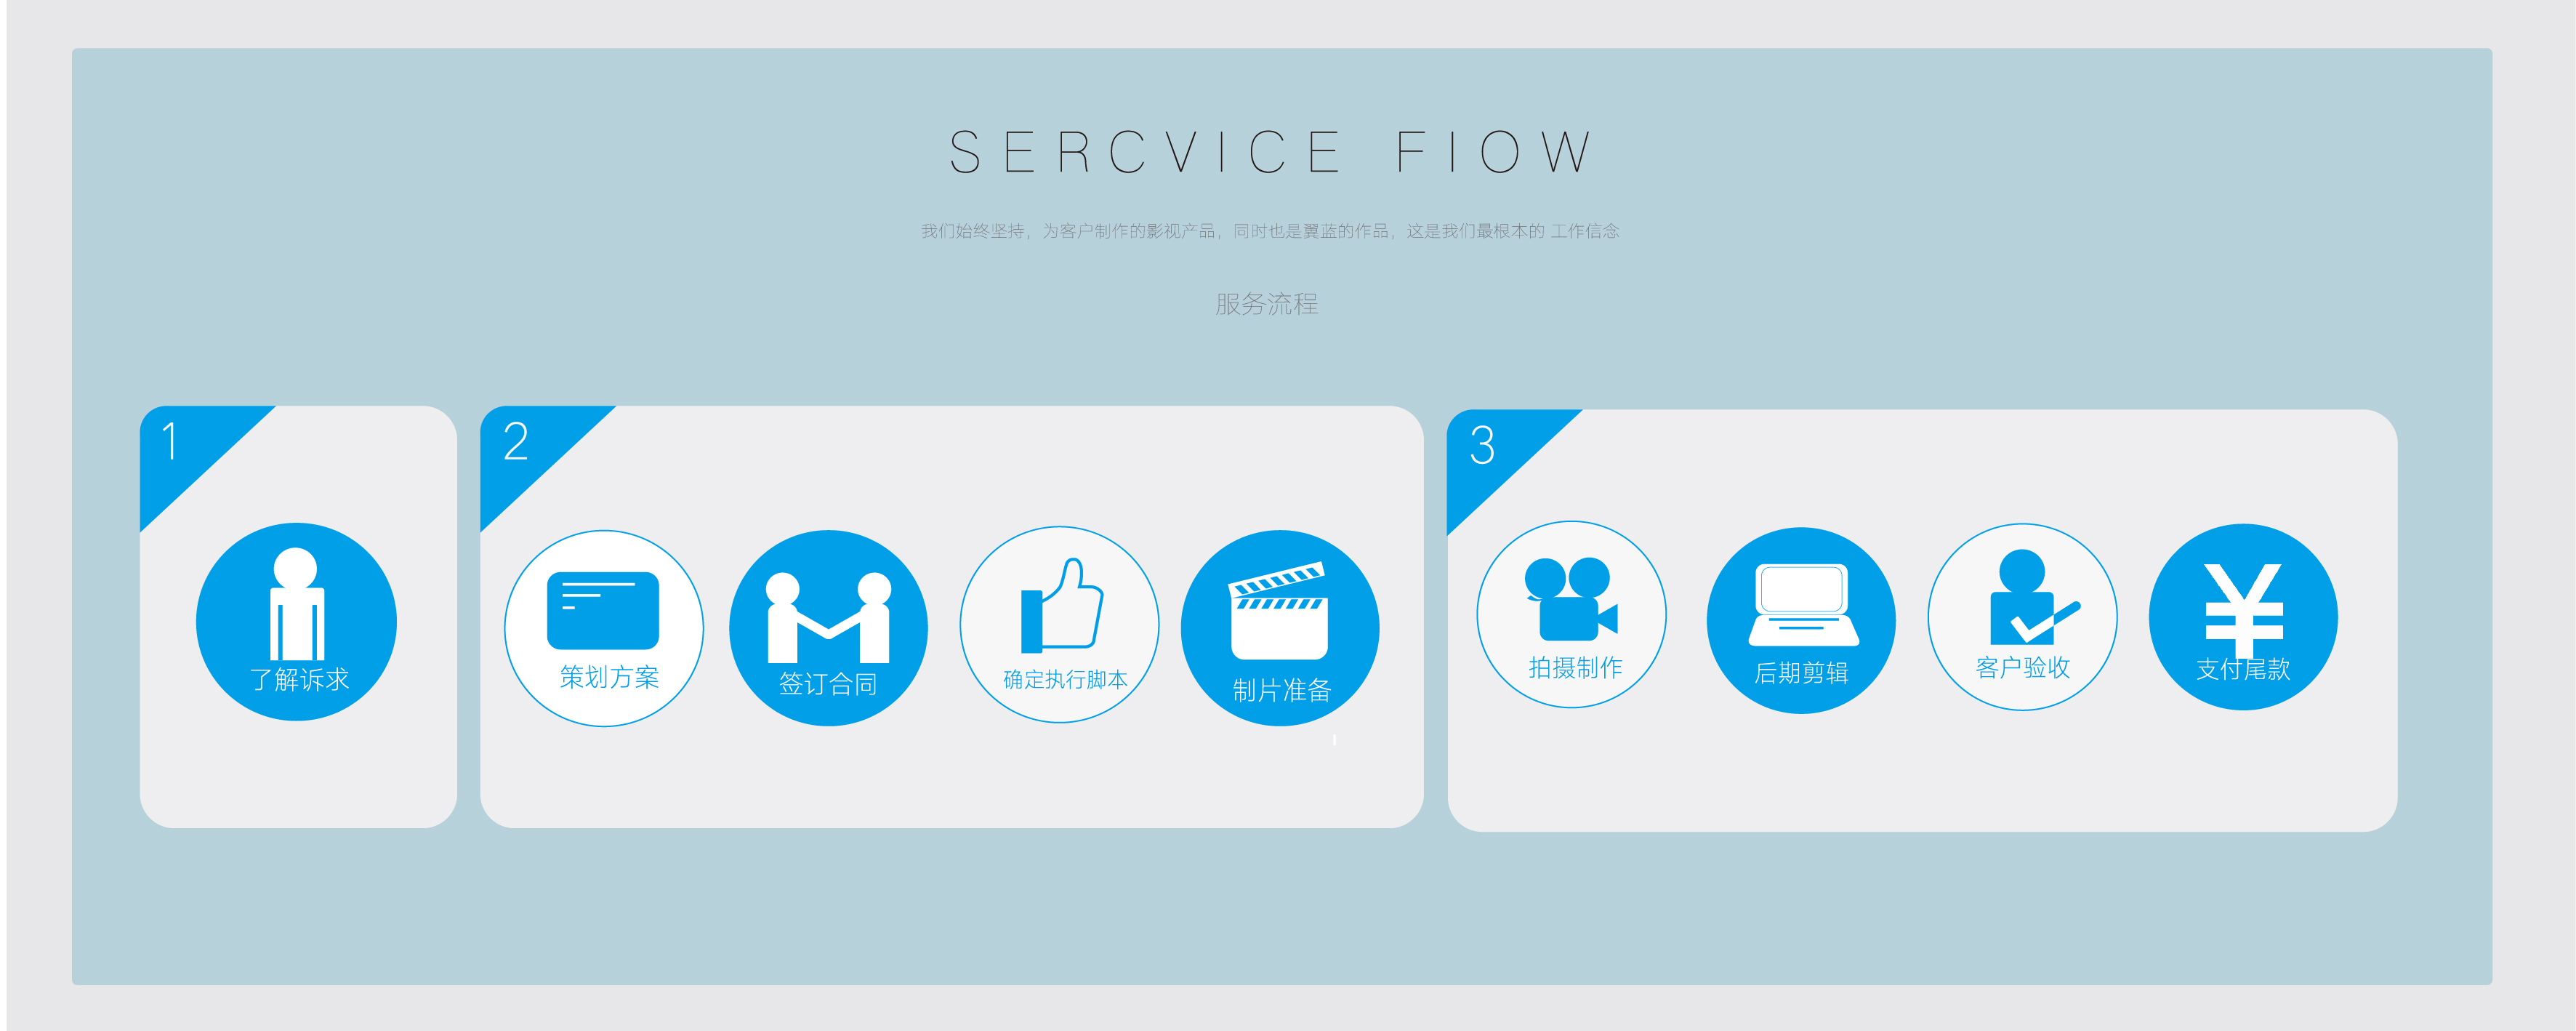 SERCVICE FIOW
我们始终坚持，为客户制作的影视产品，同时也是翼蓝的作品，这是我们最根本的 工作信念
服务流程
1
了解诉求
2
策划方案
签订合同
确定执行脚本
制片准备
3
拍摄制作
后期剪辑
客户验收
¥
支付尾款